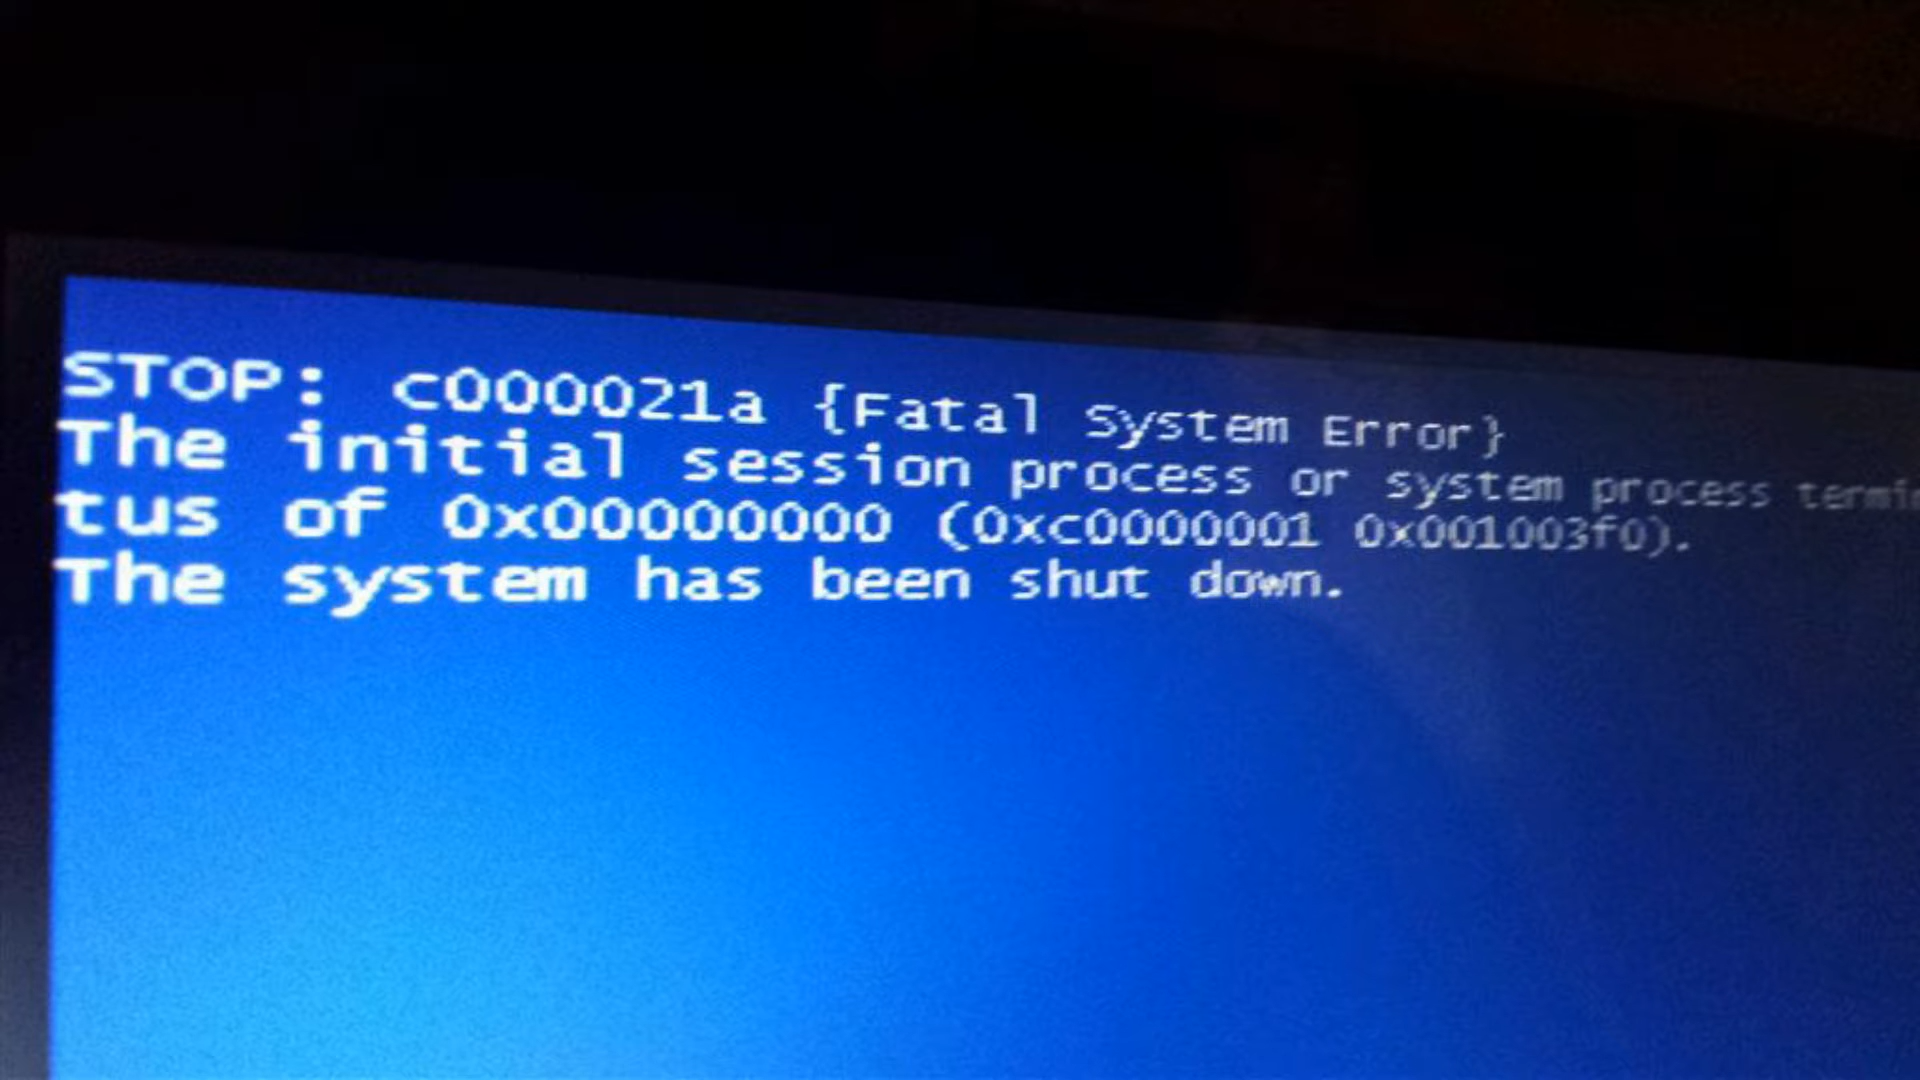 STOP: c000021a {Fatal System Error}
The initial session process or system process
tus of 0x00000000 (0xc0000001 0x001003f0).
The system has been shut down.